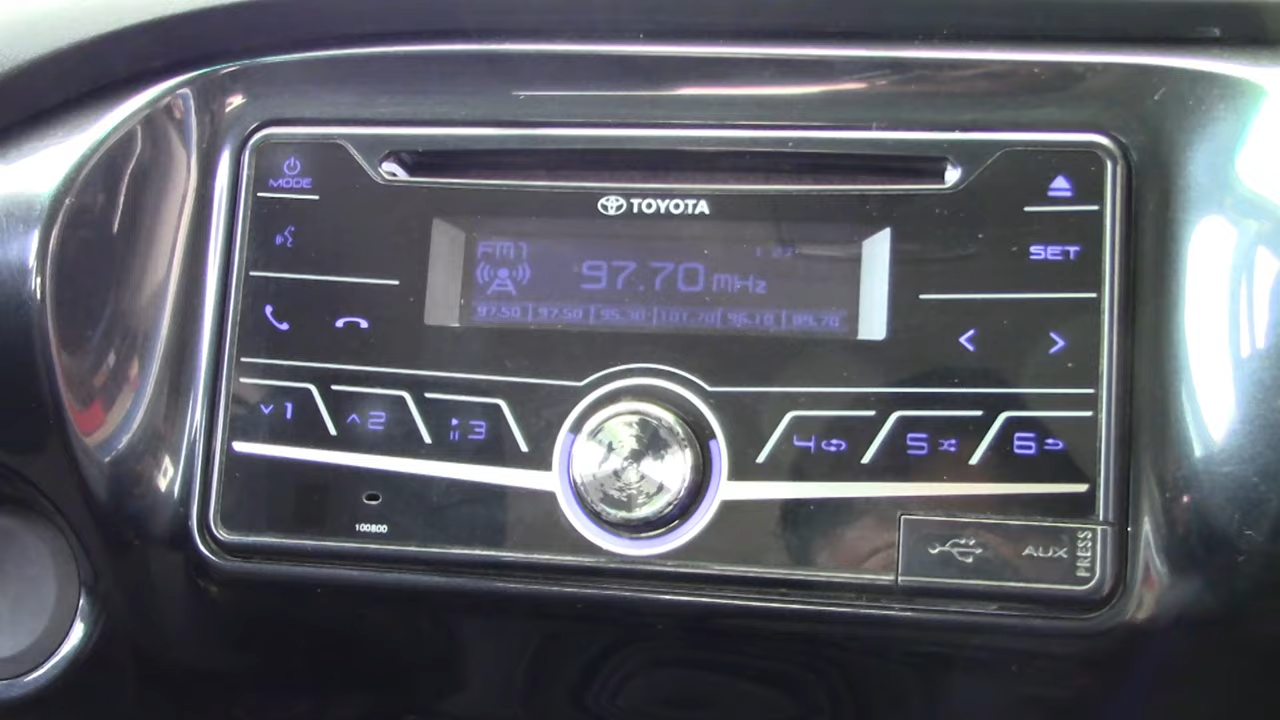 MODE
TOYOTA
SET
FM1
97.70 MHz
97.50 97.50 95.30 101.70 96.10 89.70
1
2
3
4
5
6
100800
AUX
PRESS